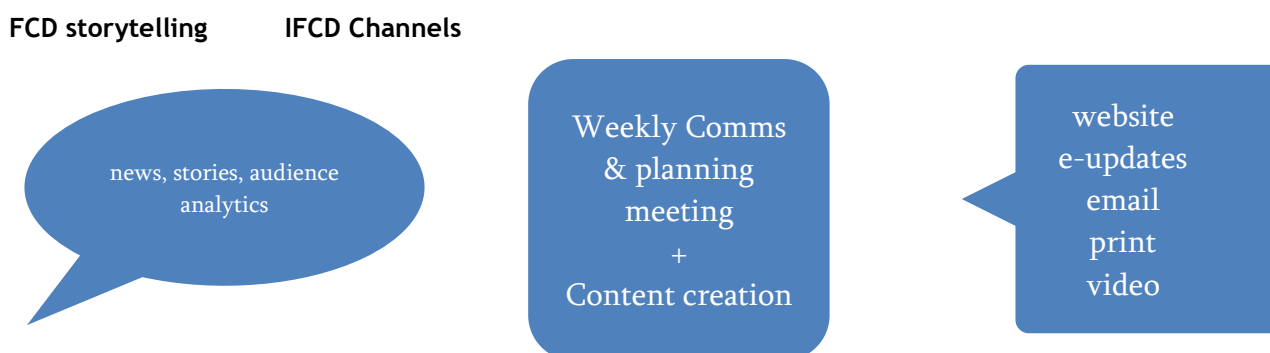 FCD storytelling IFCD Channels
news, stories, audience
analytics
Weekly Comms
& planning
meeting
+
Content creation
website
e-updates
email
print
video